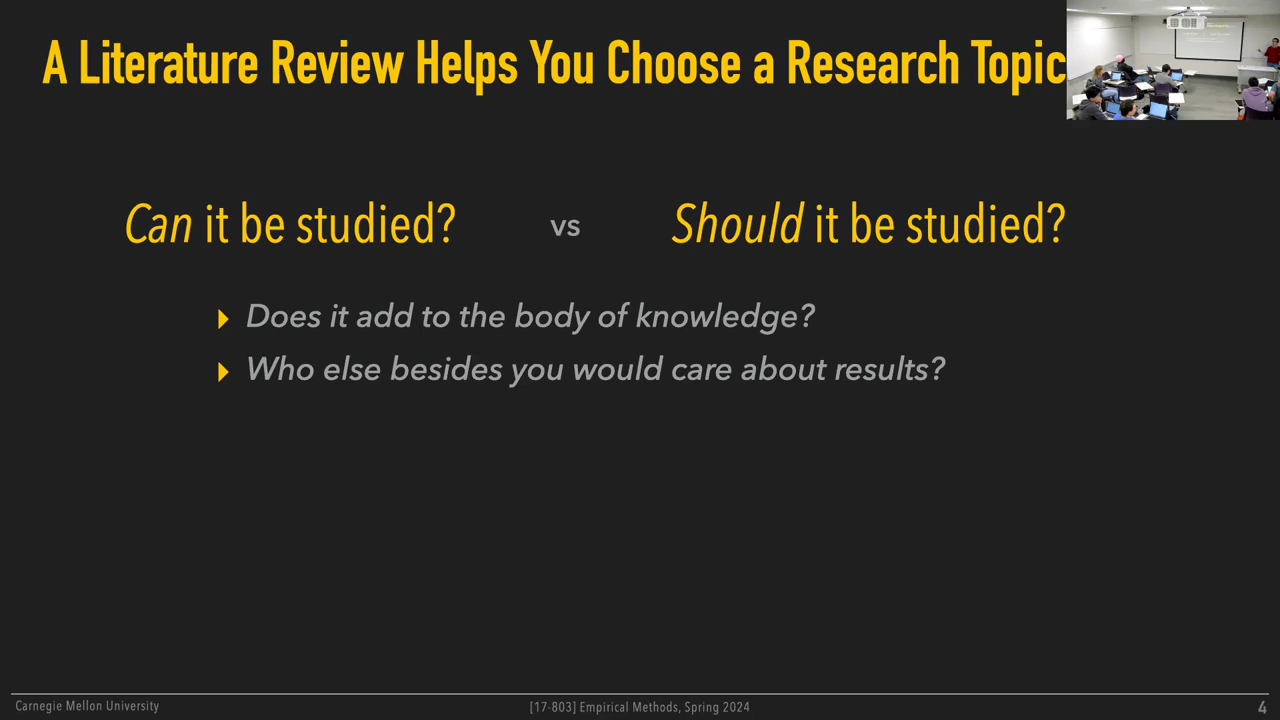 A Literature Review Helps You Choose a Research Topic
Can it be studied? vs Should it be studied?
Does it add to the body of knowledge?
Who else besides you would care about results?
Carnegie Mellon University [17-803] Empirical Methods, Spring 2024 4